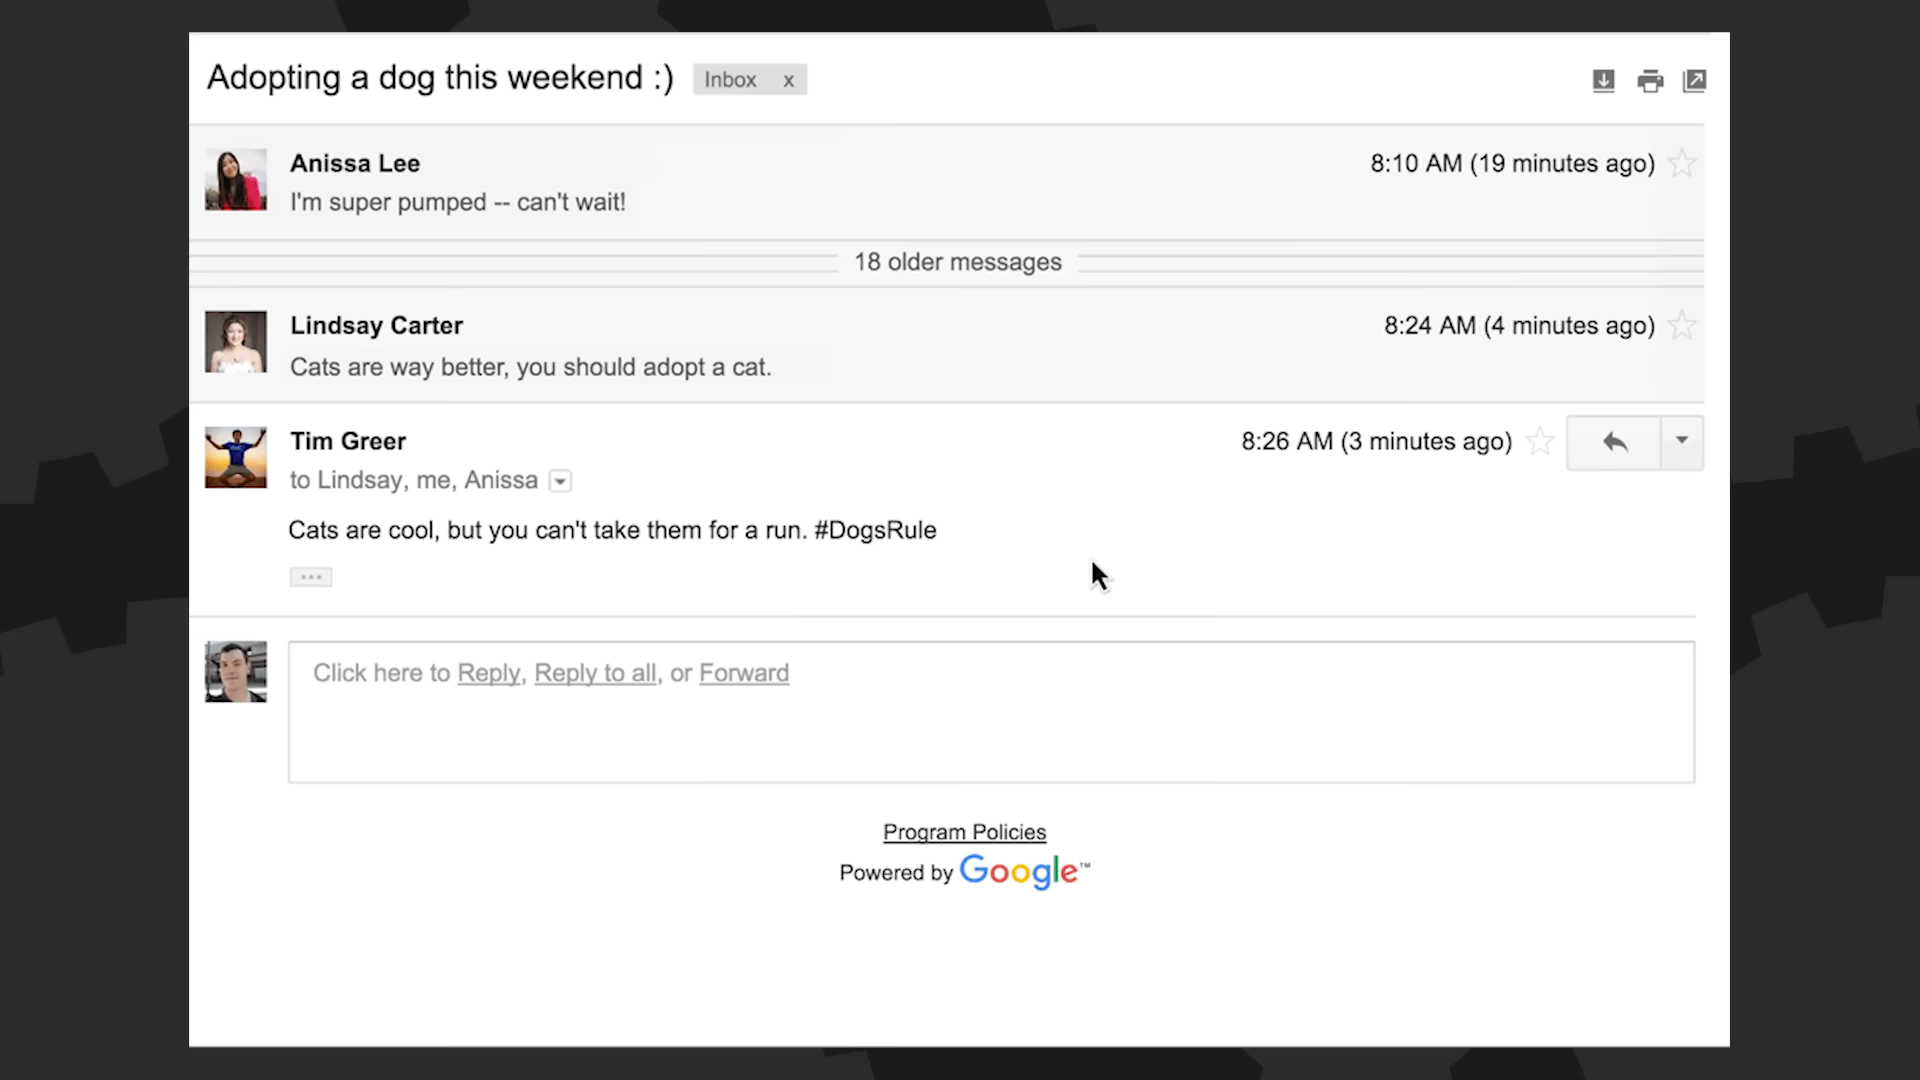 Adopting a dog this weekend :) Inbox x
Anissa Lee 8:10 AM (19 minutes ago)
I'm super pumped -- can't wait!
18 older messages
Lindsay Carter 8:24 AM (4 minutes ago)
Cats are way better, you should adopt a cat.
Tim Greer 8:26 AM (3 minutes ago)
to Lindsay, me, Anissa
Cats are cool, but you can't take them for a run. #DogsRule
Click here to Reply, Reply to all, or Forward
Program Policies
Powered by Google™